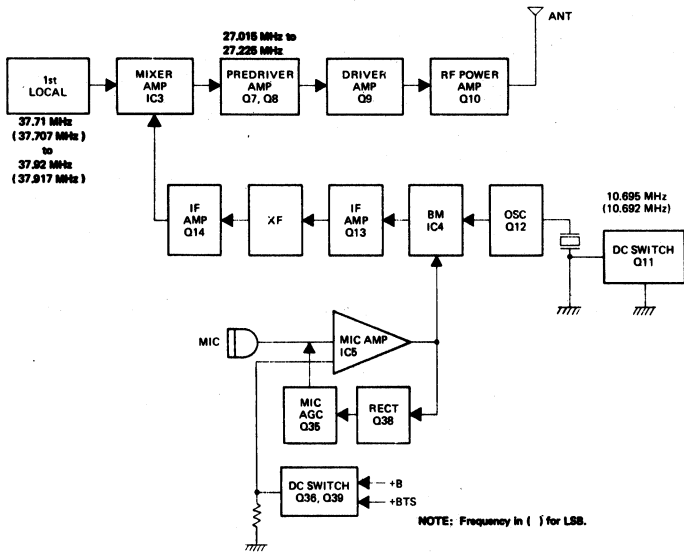 ANT
27.015 MHz to
27.225 MHz
1st
LOCAL
MIXER
AMP
IC3
PREDRIVER
AMP
Q7, Q8
DRIVER
AMP
Q9
RF POWER
AMP
Q10
37.71 MHz
(37.707 MHz)
to
37.92 MHz
(37.917 MHz)
IF
AMP
Q14
XF
IF
AMP
Q13
BM
IC4
OSC
Q12
10.695 MHz
(10.692 MHz)
DC SWITCH
Q11
MIC
MIC AMP
IC5
MIC
AGC
Q35
RECT
Q38
DC SWITCH
Q36, Q39
+B
+BTS
NOTE: Frequency in ( ) for LSB.